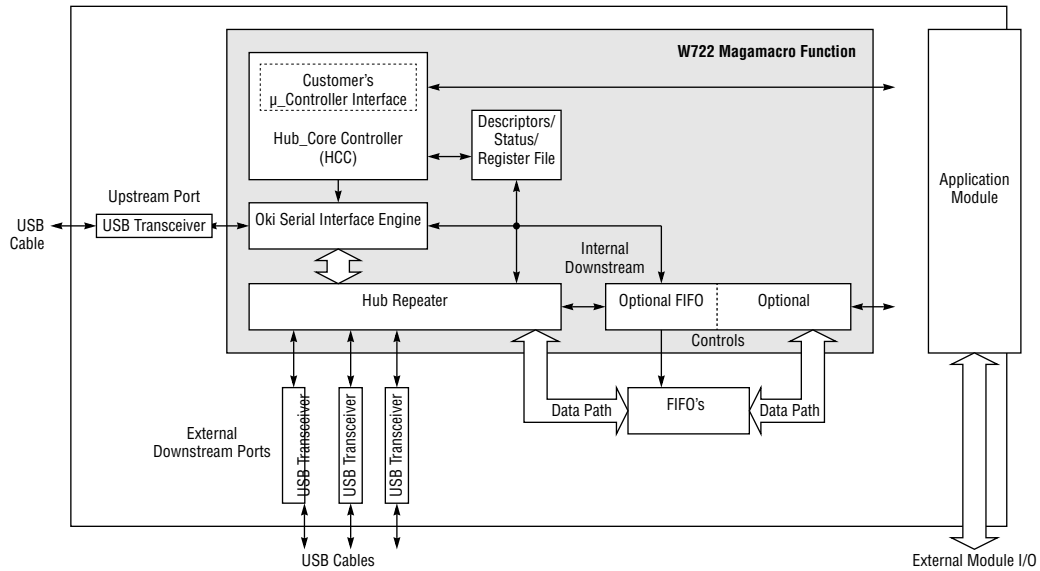 W722 Magamacro Function
Customer's
µ_Controller Interface
Hub_Core Controller
(HCC)
Descriptors/
Status/
Register File
Application
Module
Upstream Port
USB
Cable
USB Transceiver
Oki Serial Interface Engine
Internal
Downstream
Hub Repeater
Optional FIFO
Optional
Controls
External
Downstream Ports
USB Transceiver
USB Transceiver
USB Transceiver
Data Path
FIFO's
Data Path
USB Cables
External Module I/O